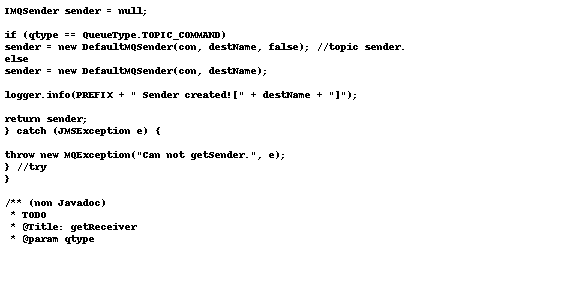 IMQSender sender = null;
if (qtype == QueueType.TOPIC_COMMAND)
sender = new DefaultMQSender(con, destName, false); //topic sender.
else
sender = new DefaultMQSender(con, destName);
logger.info(PREFIX + " Sender created![" + destName + "]");
return sender;
} catch (JMSException e) {
throw new MQException("Can not getSender.", e);
} //try
}
/** (non Javadoc)
* TODO
* @Title: getReceiver
* @param qtype